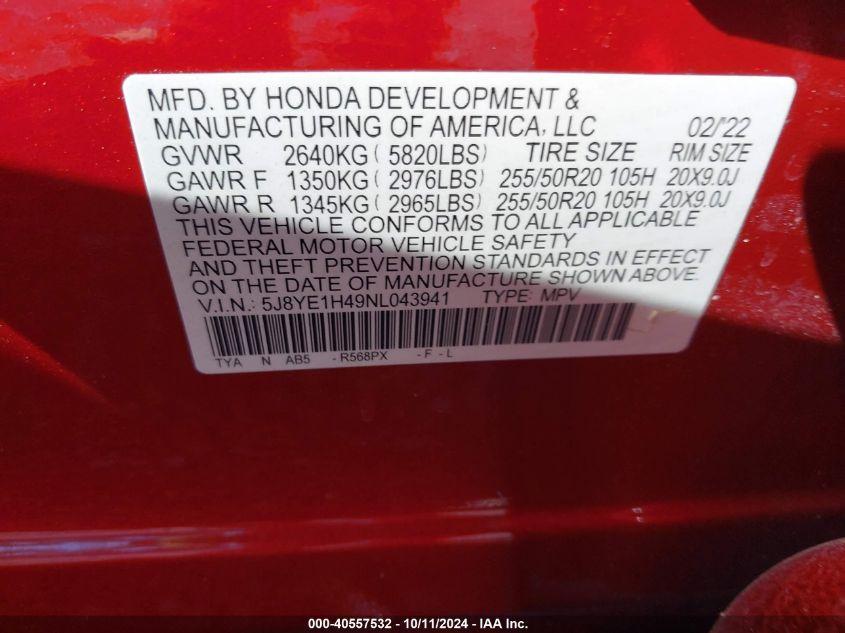 MFD. BY HONDA DEVELOPMENT &
MANUFACTURING OF AMERICA, LLC 02/'22
GVWR 2640KG ( 5820LBS) TIRE SIZE RIM SIZE
GAWR F 1350KG ( 2976LBS) 255/50R20 105H 20X9.0J
GAWR R 1345KG ( 2965LBS) 255/50R20 105H 20X9.0J
THIS VEHICLE CONFORMS TO ALL APPLICABLE
FEDERAL MOTOR VEHICLE SAFETY
AND THEFT PREVENTION STANDARDS IN EFFECT
ON THE DATE OF MANUFACTURE SHOWN ABOVE.
V.I.N.: 5J8YE1H49NL043941 TYPE: MPV
TYA N AB5 - R568PX - F - L
000-40557532 - 10/11/2024 - IAA Inc.